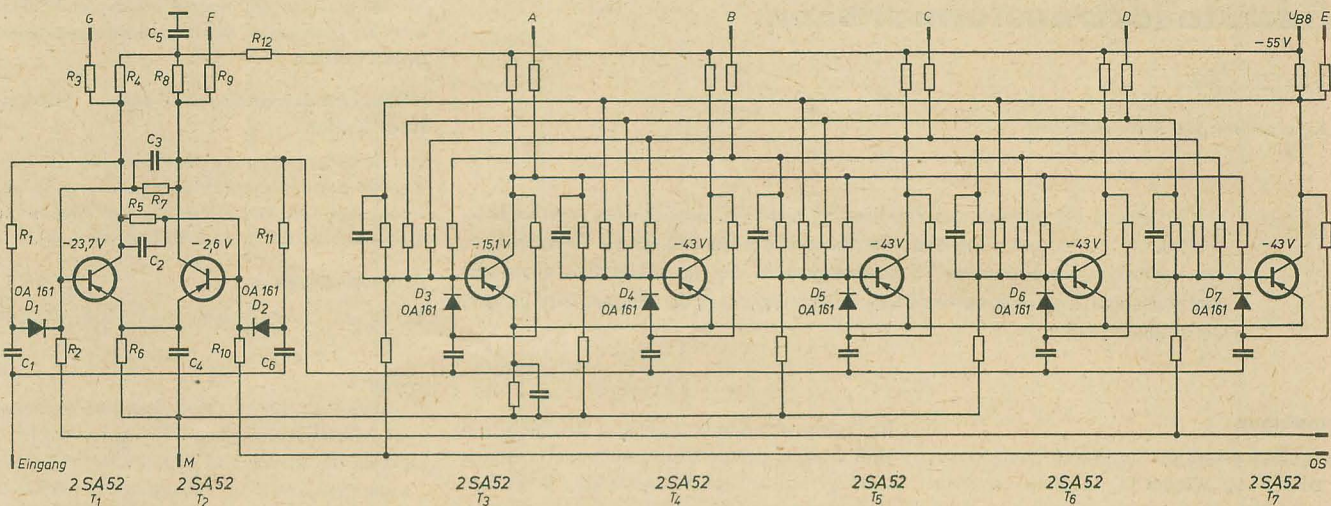 G
F
A
B
C
D
U_B8
E
C5
R12
−55 V
R3
R4
R8
R9
C3
R7
R5
C2
R1
R11
−23,7 V
−2,6 V
−15,1 V
−43 V
−43 V
−43 V
−43 V
OA 161
D1
OA 161
D2
D3
OA 161
D4
OA 161
D5
OA 161
D6
OA 161
D7
OA 161
C1
R2
R6
C4
R10
C6
Eingang
M
OS
2 SA 52
T1
2 SA 52
T2
2 SA 52
T3
2 SA 52
T4
2 SA 52
T5
2 SA 52
T6
2 SA 52
T7